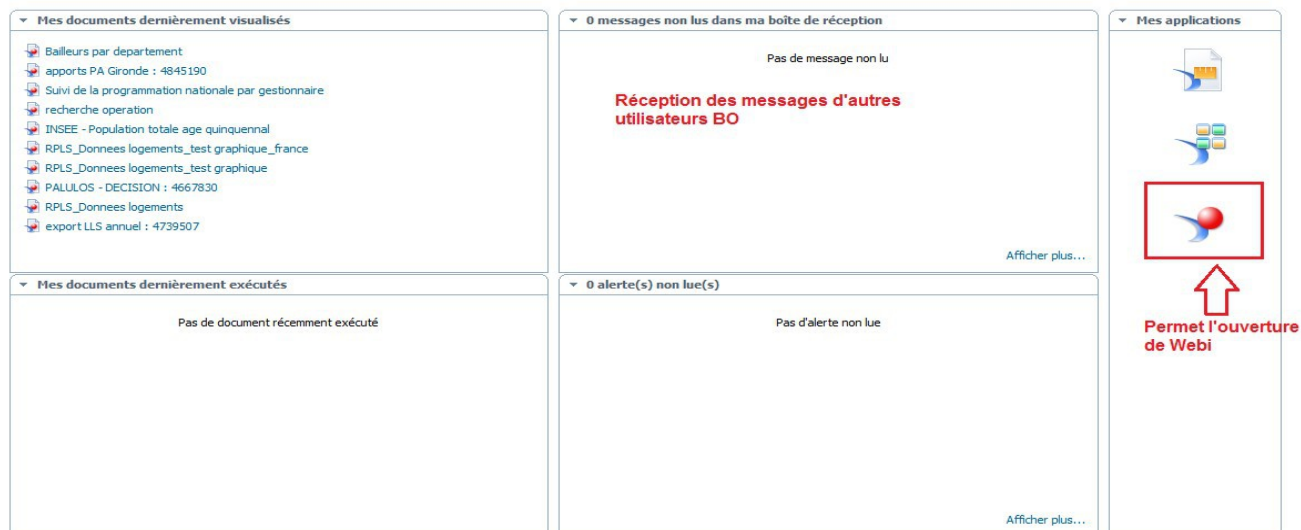 Mes documents dernièrement visualisés
Bailleurs par departement
apports PA Gironde : 4845190
Suivi de la programmation nationale par gestionnaire
recherche operation
INSEE - Population totale age quinquennal
RPLS_Donnees logements_test graphique_france
RPLS_Donnees logements_test graphique
PALULOS - DECISION : 4667830
RPLS_Donnees logements
export LLS annuel : 4739507
0 messages non lus dans ma boîte de réception
Pas de message non lu
Réception des messages d'autres
utilisateurs BO
Afficher plus...
Mes applications
Permet l'ouverture
de Webi
Mes documents dernièrement exécutés
Pas de document récemment exécuté
0 alerte(s) non lue(s)
Pas d'alerte non lue
Afficher plus...